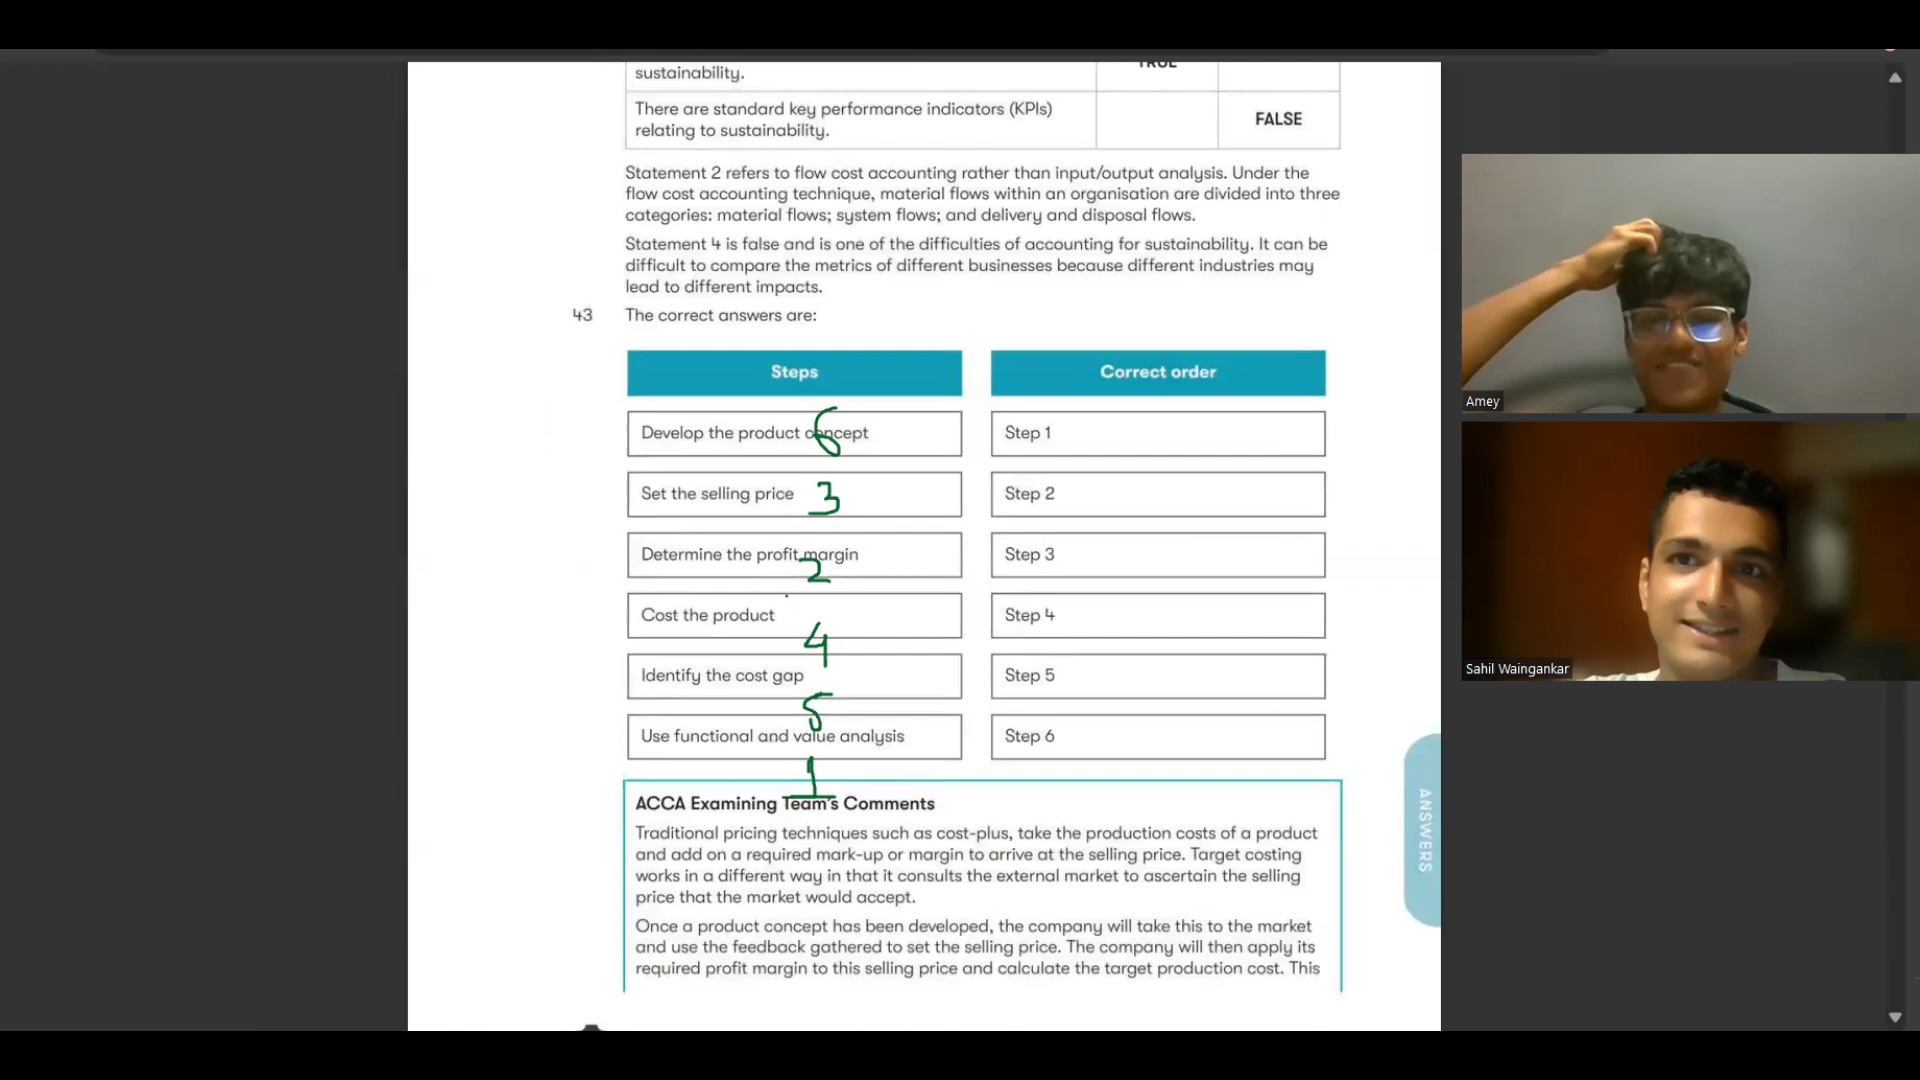 sustainability.
TRUE
There are standard key performance indicators (KPIs)
relating to sustainability.
FALSE
Statement 2 refers to flow cost accounting rather than input/output analysis. Under the
flow cost accounting technique, material flows within an organisation are divided into three
categories: material flows; system flows; and delivery and disposal flows.
Statement 4 is false and is one of the difficulties of accounting for sustainability. It can be
difficult to compare the metrics of different businesses because different industries may
lead to different impacts.
43 The correct answers are:
Steps
Correct order
Develop the product concept 6
Step 1
Set the selling price 3
Step 2
Determine the profit margin 2
Step 3
Cost the product 4
Step 4
Identify the cost gap 5
Step 5
Use functional and value analysis 1
Step 6
ACCA Examining Team's Comments
Traditional pricing techniques such as cost-plus, take the production costs of a product
and add on a required mark-up or margin to arrive at the selling price. Target costing
works in a different way in that it consults the external market to ascertain the selling
price that the market would accept.
Once a product concept has been developed, the company will take this to the market
and use the feedback gathered to set the selling price. The company will then apply its
required profit margin to this selling price and calculate the target production cost. This
ANSWERS
Amey
Sahil Waingankar